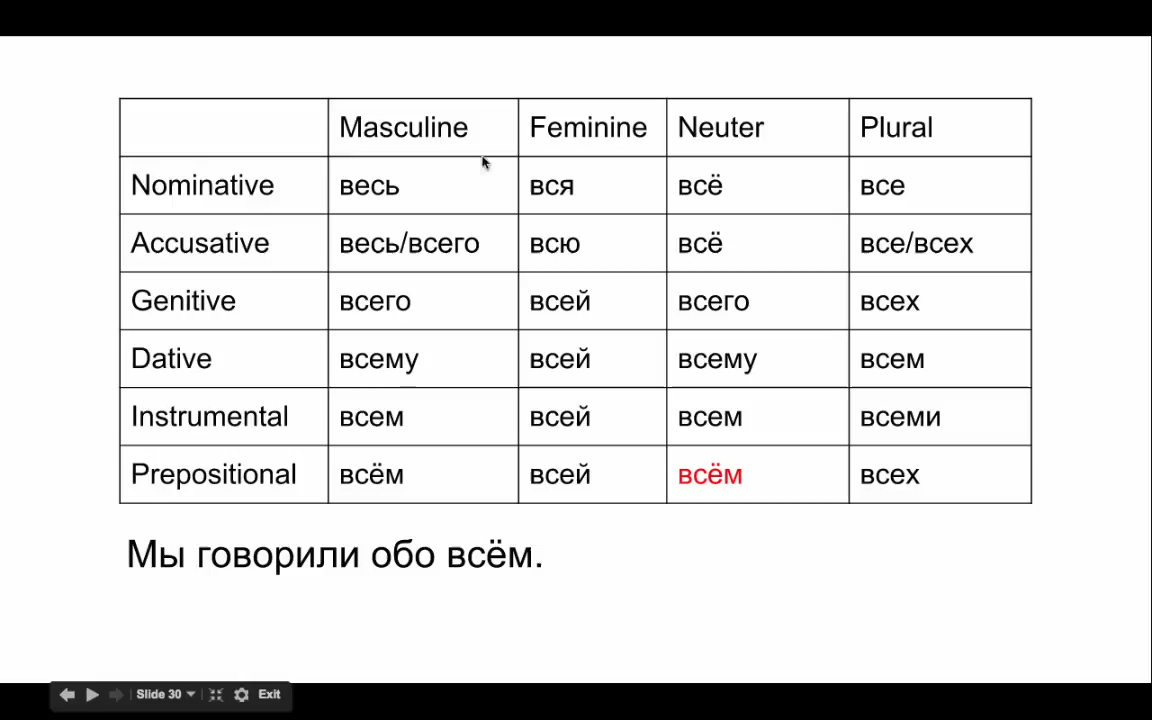 Masculine Feminine Neuter Plural
Nominative весь вся всё все
Accusative весь/всего всю всё все/всех
Genitive всего всей всего всех
Dative всему всей всему всем
Instrumental всем всей всем всеми
Prepositional всём всей всём всех
Мы говорили обо всём.
Slide 30 Exit